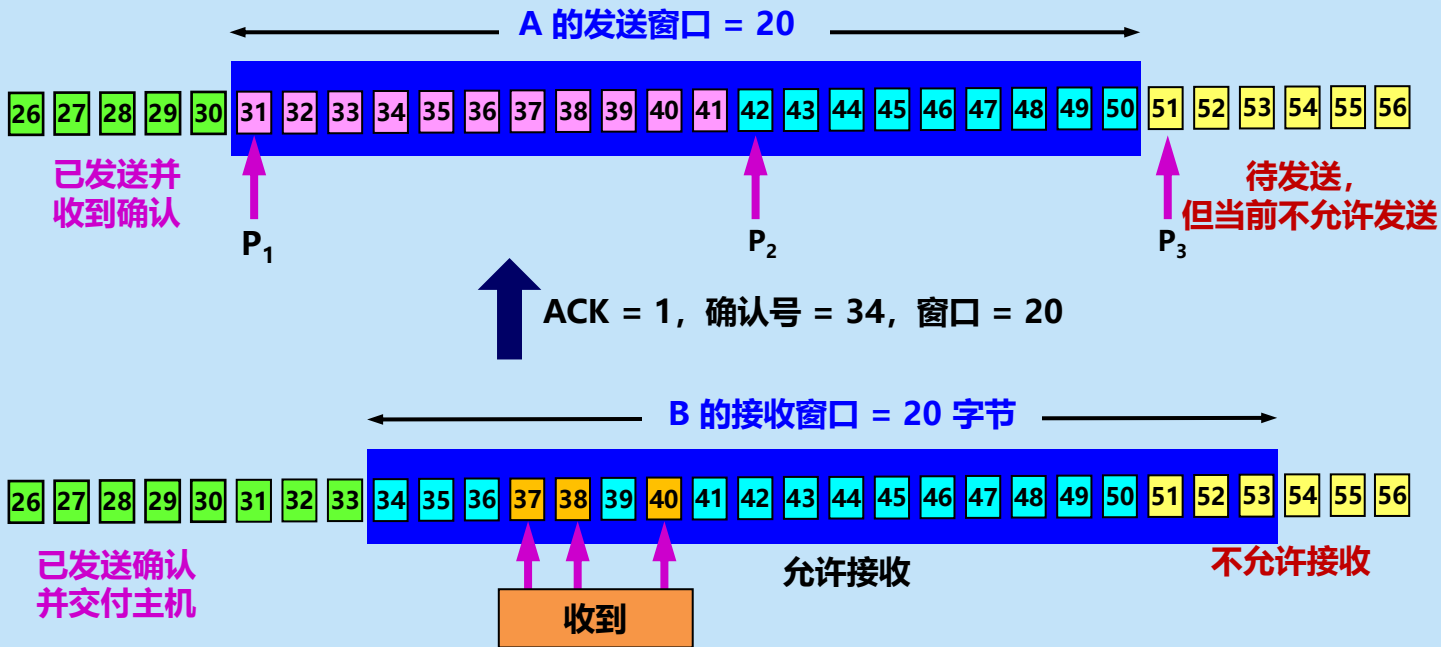 A 的发送窗口 = 20
26 27 28 29 30 31 32 33 34 35 36 37 38 39 40 41 42 43 44 45 46 47 48 49 50 51 52 53 54 55 56
已发送并
收到确认
待发送，
但当前不允许发送
P1
P2
P3
ACK = 1，确认号 = 34，窗口 = 20
B 的接收窗口 = 20 字节
26 27 28 29 30 31 32 33 34 35 36 37 38 39 40 41 42 43 44 45 46 47 48 49 50 51 52 53 54 55 56
已发送确认
并交付主机
允许接收
不允许接收
收到